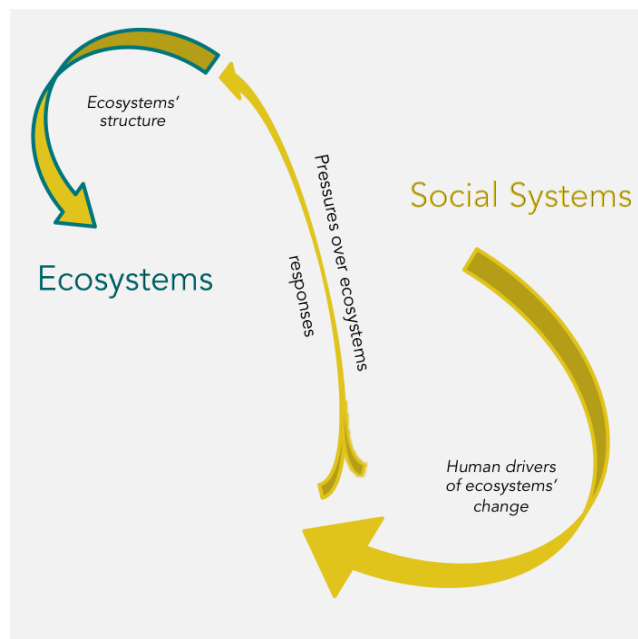 Ecosystems’
structure
Pressures over ecosystems
responses
Social Systems
Ecosystems
Human drivers
of ecosystems’
change